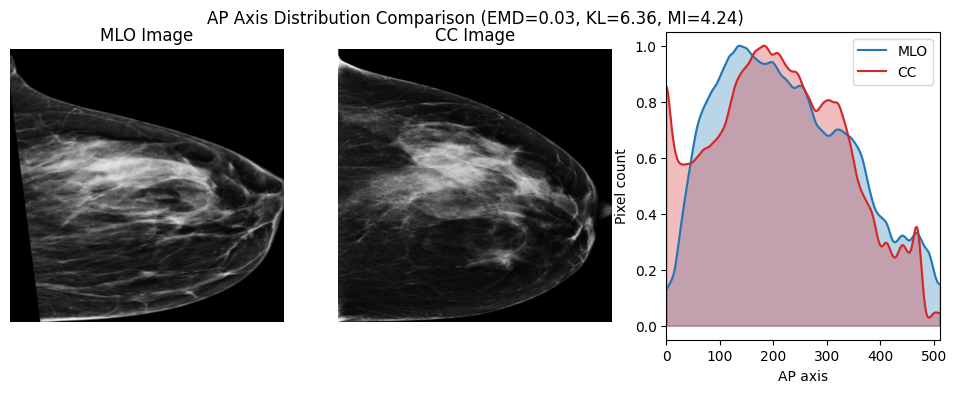 AP Axis Distribution Comparison (EMD=0.03, KL=6.36, MI=4.24)
MLO Image
CC Image
MLO
CC
1.0
0.8
0.6
0.4
0.2
0.0
Pixel count
0 100 200 300 400 500
AP axis